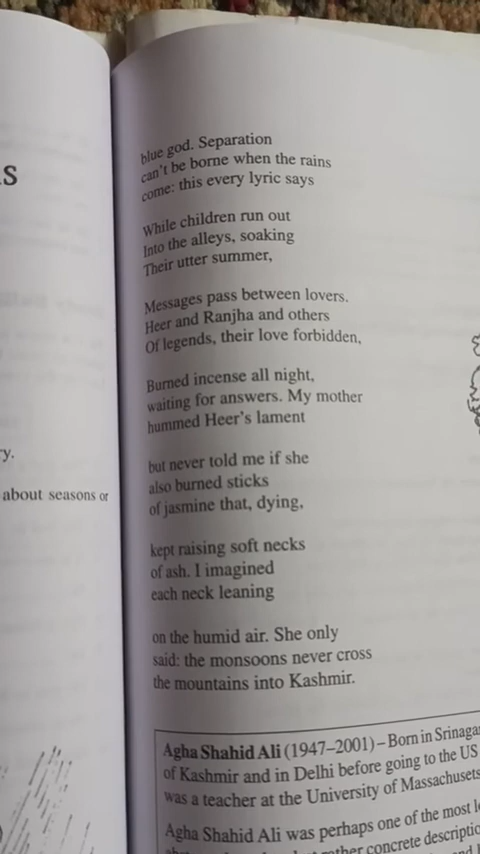 s
y.
about seasons or
blue god. Separation
can't be borne when the rains
come: this every lyric says
While children run out
Into the alleys, soaking
Their utter summer,
Messages pass between lovers.
Heer and Ranjha and others
Of legends, their love forbidden,
Burned incense all night,
waiting for answers. My mother
hummed Heer's lament
but never told me if she
also burned sticks
of jasmine that, dying,
kept raising soft necks
of ash. I imagined
each neck leaning
on the humid air. She only
said: the monsoons never cross
the mountains into Kashmir.
Agha Shahid Ali (1947–2001) – Born in Srinagar
of Kashmir and in Delhi before going to the US
was a teacher at the University of Massachusets
Agha Shahid Ali was perhaps one of the most l
concrete descriptio